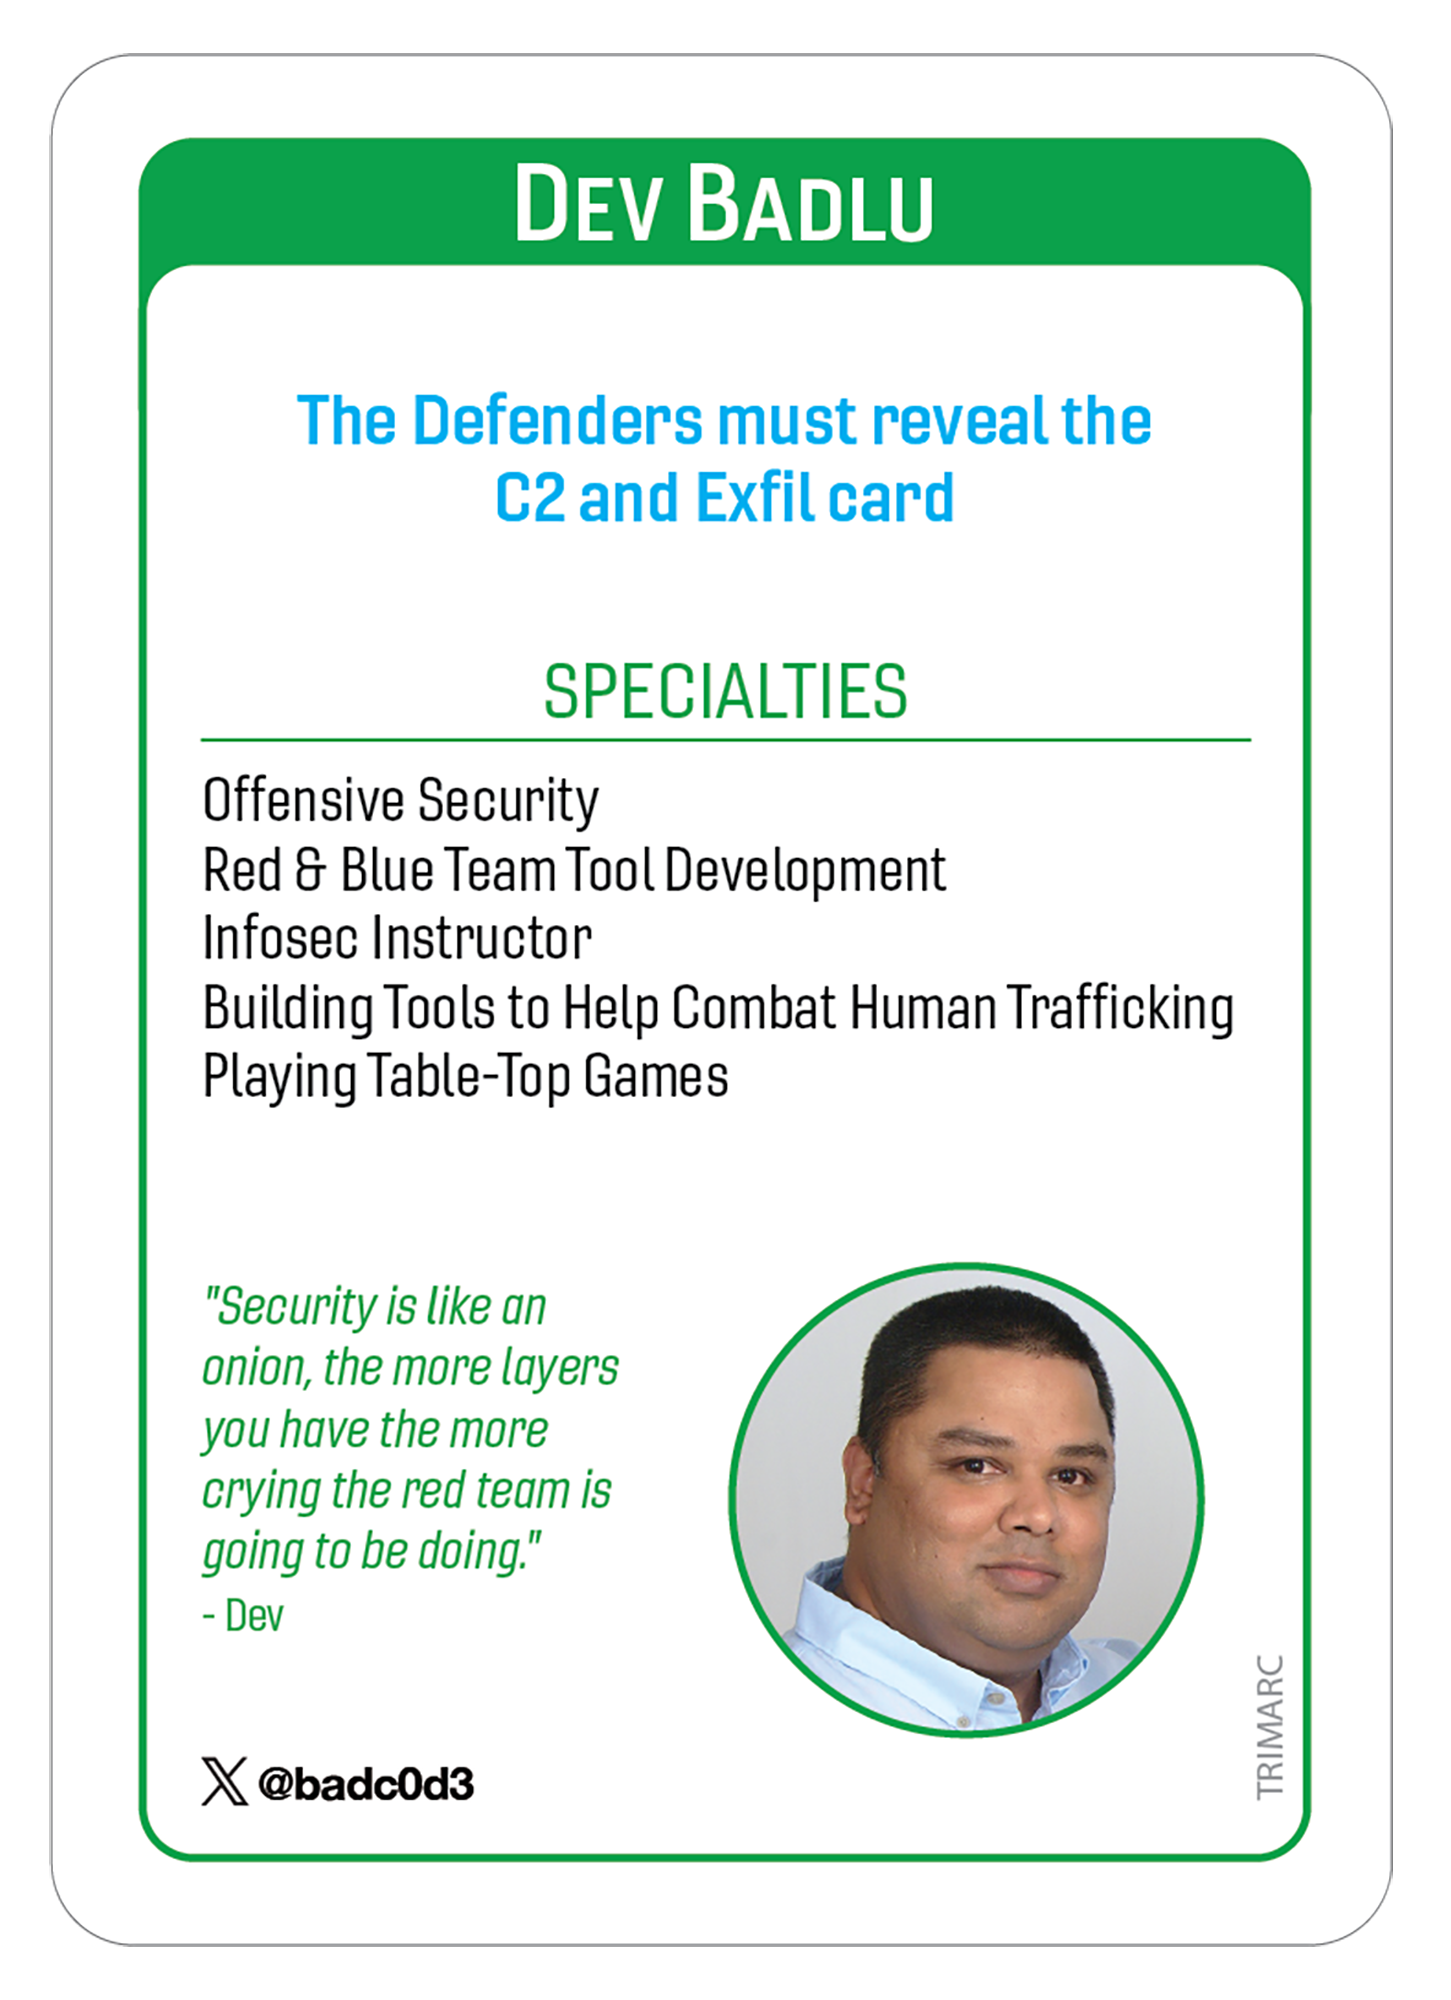 DEV BADLU
The Defenders must reveal the
C2 and Exfil card
SPECIALTIES
Offensive Security
Red & Blue Team Tool Development
Infosec Instructor
Building Tools to Help Combat Human Trafficking
Playing Table-Top Games
"Security is like an
onion, the more layers
you have the more
crying the red team is
going to be doing."
- Dev
𝕏 @badc0d3
TRIMARC